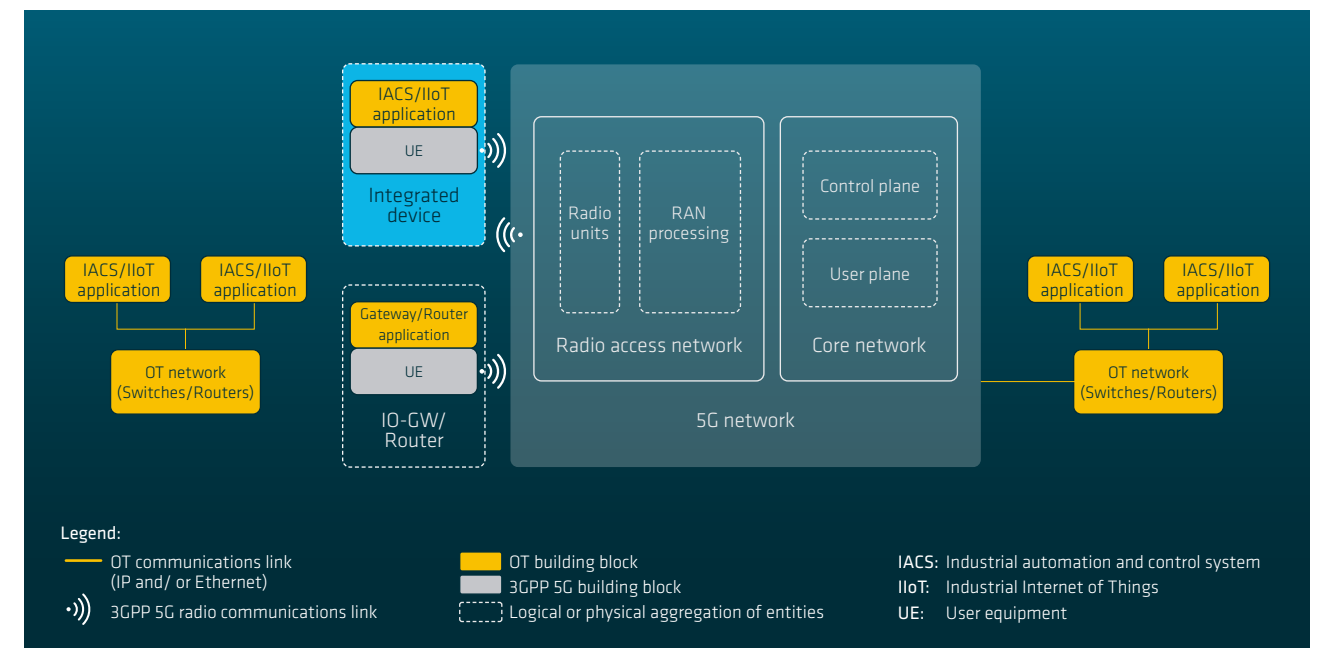 IACS/IIoT
application
UE
Integrated
device
Radio
units
RAN
processing
Control plane
User plane
Radio access network
Core network
5G network
IACS/IIoT
application
IACS/IIoT
application
OT network
(Switches/Routers)
Gateway/Router
application
UE
IO-GW/
Router
IACS/IIoT
application
IACS/IIoT
application
OT network
(Switches/Routers)
Legend:
OT communications link
(IP and/ or Ethernet)
3GPP 5G radio communications link
OT building block
3GPP 5G building block
Logical or physical aggregation of entities
IACS: Industrial automation and control system
IIoT: Industrial Internet of Things
UE: User equipment